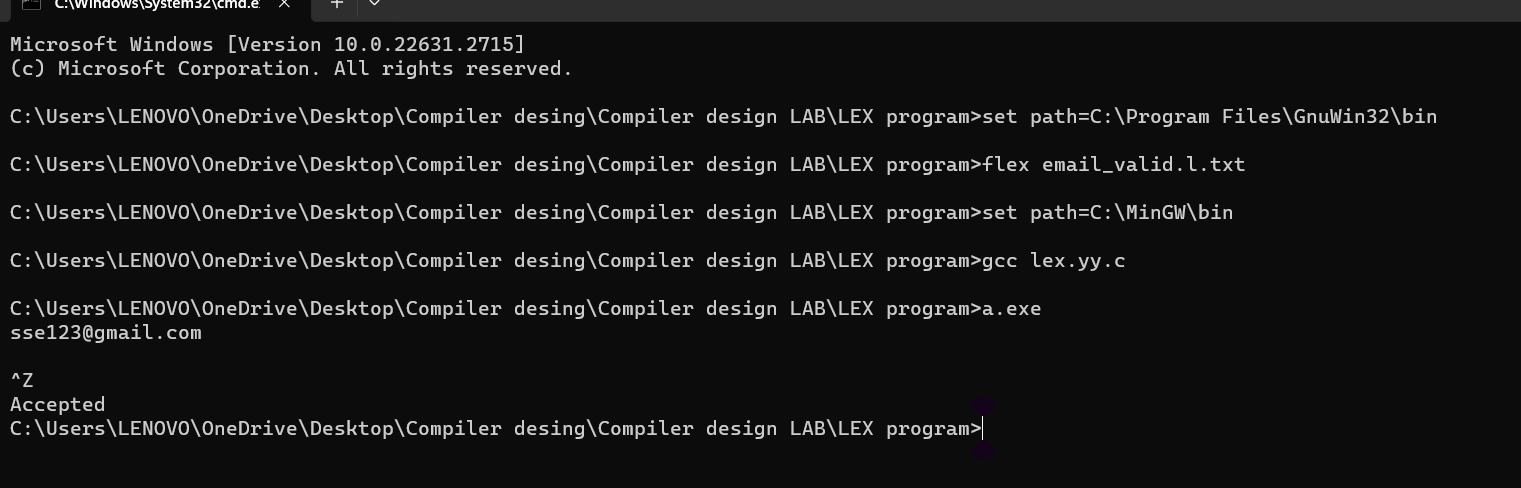 C:\Windows\System32\cmd.e
Microsoft Windows [Version 10.0.22631.2715]
(c) Microsoft Corporation. All rights reserved.
C:\Users\LENOVO\OneDrive\Desktop\Compiler desing\Compiler design LAB\LEX program>set path=C:\Program Files\GnuWin32\bin
C:\Users\LENOVO\OneDrive\Desktop\Compiler desing\Compiler design LAB\LEX program>flex email_valid.l.txt
C:\Users\LENOVO\OneDrive\Desktop\Compiler desing\Compiler design LAB\LEX program>set path=C:\MinGW\bin
C:\Users\LENOVO\OneDrive\Desktop\Compiler desing\Compiler design LAB\LEX program>gcc lex.yy.c
C:\Users\LENOVO\OneDrive\Desktop\Compiler desing\Compiler design LAB\LEX program>a.exe
sse123@gmail.com
^Z
Accepted
C:\Users\LENOVO\OneDrive\Desktop\Compiler desing\Compiler design LAB\LEX program>